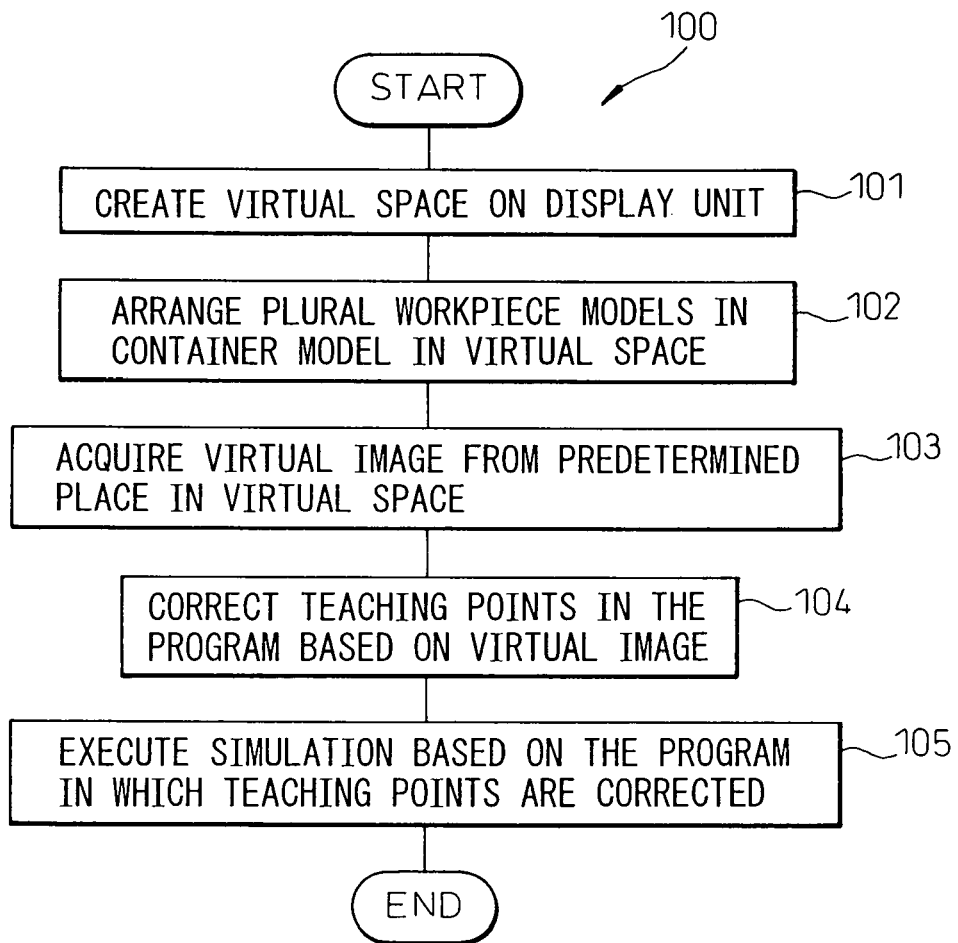 100
START
CREATE VIRTUAL SPACE ON DISPLAY UNIT
101
ARRANGE PLURAL WORKPIECE MODELS IN
CONTAINER MODEL IN VIRTUAL SPACE
102
ACQUIRE VIRTUAL IMAGE FROM PREDETERMINED
PLACE IN VIRTUAL SPACE
103
CORRECT TEACHING POINTS IN THE
PROGRAM BASED ON VIRTUAL IMAGE
104
EXECUTE SIMULATION BASED ON THE PROGRAM
IN WHICH TEACHING POINTS ARE CORRECTED
105
END